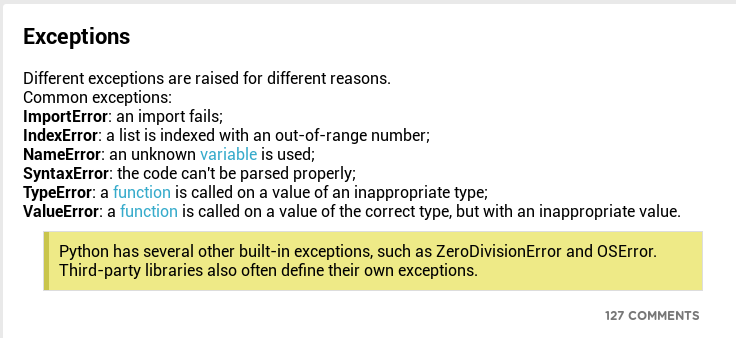 Exceptions
Different exceptions are raised for different reasons.
Common exceptions:
ImportError: an import fails;
IndexError: a list is indexed with an out-of-range number;
NameError: an unknown variable is used;
SyntaxError: the code can't be parsed properly;
TypeError: a function is called on a value of an inappropriate type;
ValueError: a function is called on a value of the correct type, but with an inappropriate value.
Python has several other built-in exceptions, such as ZeroDivisionError and OSError.
Third-party libraries also often define their own exceptions.
127 COMMENTS